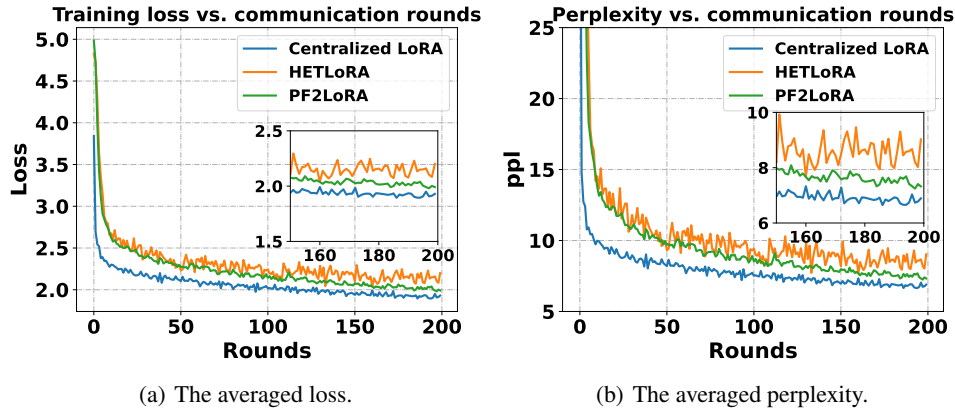 Training loss vs. communication rounds
5.0
4.5
4.0
3.5
3.0
2.5
2.0
Loss
Centralized LoRA
HETLoRA
PF2LoRA
2.5
2.0
1.5
160 180 200
0 50 100 150 200
Rounds
(a) The averaged loss.
Perplexity vs. communication rounds
25
20
15
10
5
ppl
Centralized LoRA
HETLoRA
PF2LoRA
10
8
6
160 180 200
0 50 100 150 200
Rounds
(b) The averaged perplexity.